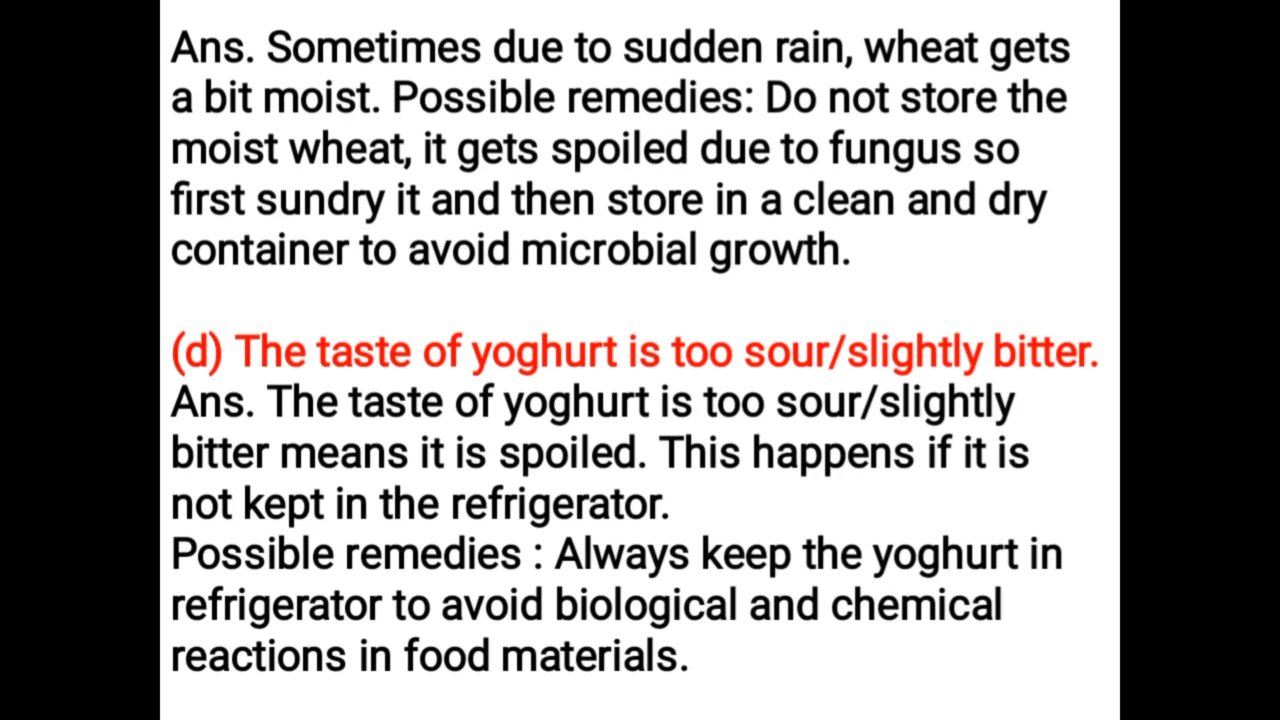 Ans. Sometimes due to sudden rain, wheat gets
a bit moist. Possible remedies: Do not store the
moist wheat, it gets spoiled due to fungus so
first sundry it and then store in a clean and dry
container to avoid microbial growth.
(d) The taste of yoghurt is too sour/slightly bitter.
Ans. The taste of yoghurt is too sour/slightly
bitter means it is spoiled. This happens if it is
not kept in the refrigerator.
Possible remedies : Always keep the yoghurt in
refrigerator to avoid biological and chemical
reactions in food materials.